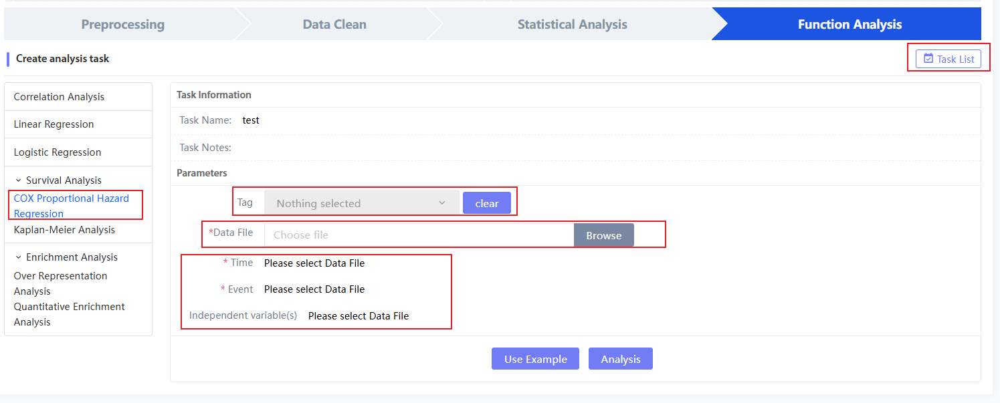 Preprocessing
Data Clean
Statistical Analysis
Function Analysis
Create analysis task
Task List
Correlation Analysis
Linear Regression
Logistic Regression
Survival Analysis
COX Proportional Hazard
Regression
Kaplan-Meier Analysis
Enrichment Analysis
Over Representation
Analysis
Quantitative Enrichment
Analysis
Task Information
Task Name: test
Task Notes:
Parameters
Tag Nothing selected clear
*Data File Choose file Browse
* Time Please select Data File
* Event Please select Data File
Independent variable(s) Please select Data File
Use Example Analysis